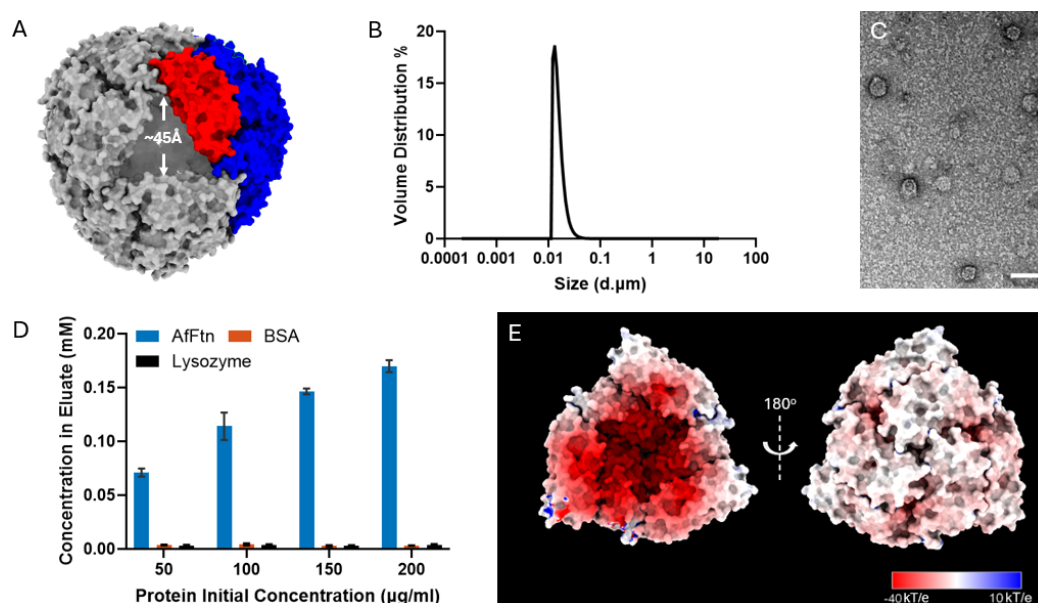 A
~45Å
B
Volume Distribution %
20
15
10
5
0
0.0001
0.001
0.01
0.1
1
10
100
Size (d.µm)
C
D
AfFtn
BSA
Lysozyme
Concentration in Eluate (mM)
0.20
0.15
0.10
0.05
0.00
50
100
150
200
Protein Initial Concentration (µg/ml)
E
180°
-40kT/e
10kT/e